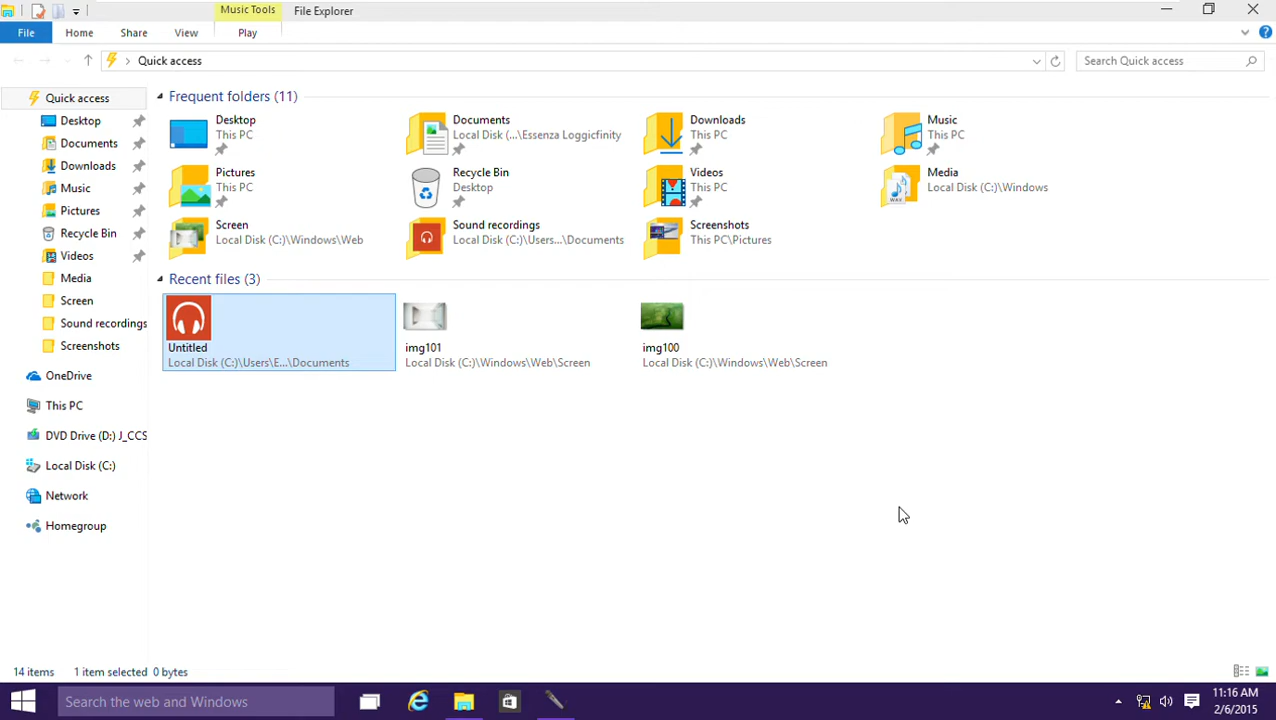 Music Tools
File Explorer
File
Home
Share
View
Play
Quick access
Search Quick access
Quick access
Desktop
Documents
Downloads
Music
Pictures
Recycle Bin
Videos
Media
Screen
Sound recordings
Screenshots
OneDrive
This PC
DVD Drive (D:) J_CCS
Local Disk (C:)
Network
Homegroup
Frequent folders (11)
Desktop
This PC
Documents
Local Disk (...\Essenza Loggicfinity
Downloads
This PC
Music
This PC
Pictures
This PC
Recycle Bin
Desktop
Videos
This PC
Media
Local Disk (C:)\Windows
Screen
Local Disk (C:)\Windows\Web
Sound recordings
Local Disk (C:)\Users...\Documents
Screenshots
This PC\Pictures
Recent files (3)
Untitled
Local Disk (C:)\Users\E...\Documents
img101
Local Disk (C:)\Windows\Web\Screen
img100
Local Disk (C:)\Windows\Web\Screen
14 items
1 item selected
0 bytes
Search the web and Windows
11:16 AM
2/6/2015